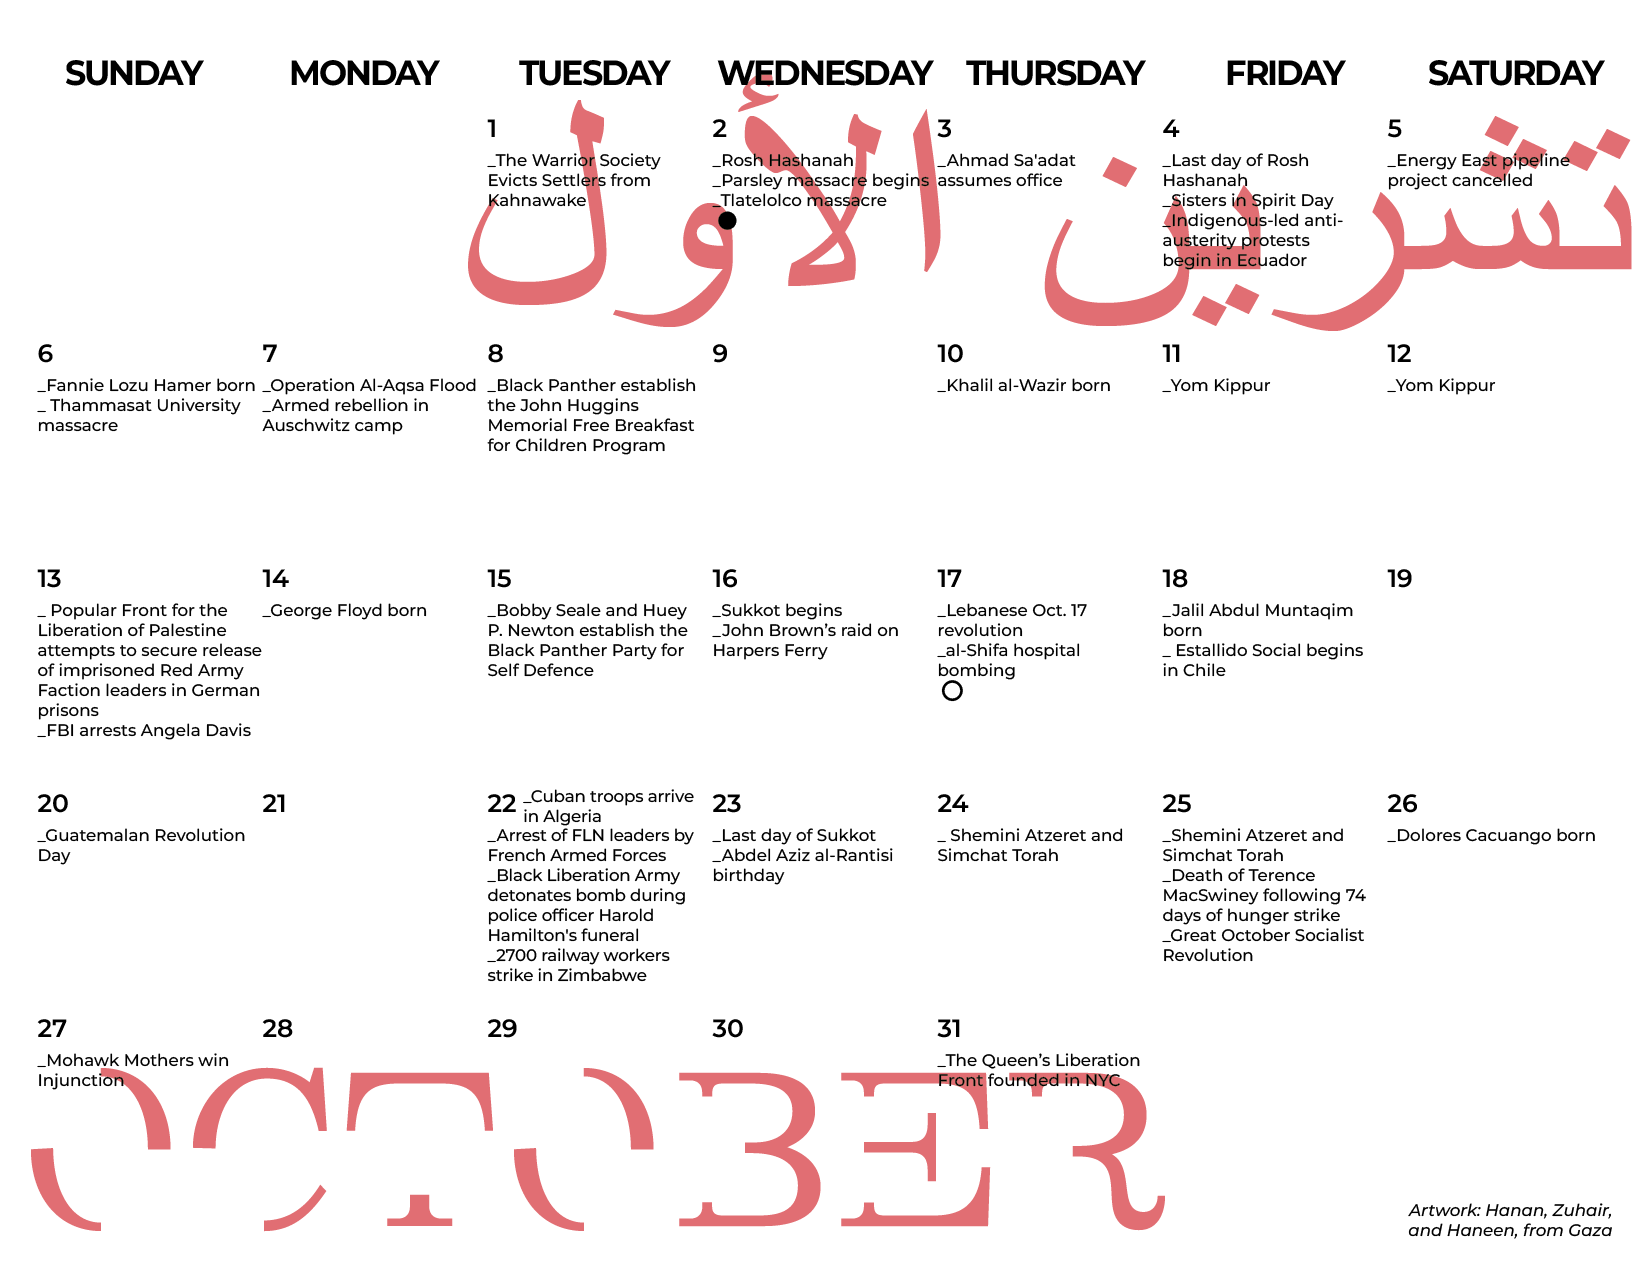 SUNDAY MONDAY TUESDAY WEDNESDAY THURSDAY FRIDAY SATURDAY
تشرين الأول
1
_The Warrior Society
Evicts Settlers from
Kahnawake
2
_Rosh Hashanah
_Parsley massacre begins
_Tlatelolco massacre
3
_Ahmad Sa'adat
assumes office
4
_Last day of Rosh
Hashanah
_Sisters in Spirit Day
_Indigenous-led anti-
austerity protests
begin in Ecuador
5
_Energy East pipeline
project cancelled
6
_Fannie Lozu Hamer born
_ Thammasat University
massacre
7
_Operation Al-Aqsa Flood
_Armed rebellion in
Auschwitz camp
8
_Black Panther establish
the John Huggins
Memorial Free Breakfast
for Children Program
9
10
_Khalil al-Wazir born
11
_Yom Kippur
12
_Yom Kippur
13
_ Popular Front for the
Liberation of Palestine
attempts to secure release
of imprisoned Red Army
Faction leaders in German
prisons
_FBI arrests Angela Davis
14
_George Floyd born
15
_Bobby Seale and Huey
P. Newton establish the
Black Panther Party for
Self Defence
16
_Sukkot begins
_John Brown’s raid on
Harpers Ferry
17
_Lebanese Oct. 17
revolution
_al-Shifa hospital
bombing
18
_Jalil Abdul Muntaqim
born
_ Estallido Social begins
in Chile
19
20
_Guatemalan Revolution
Day
21
22 _Cuban troops arrive
in Algeria
_Arrest of FLN leaders by
French Armed Forces
_Black Liberation Army
detonates bomb during
police officer Harold
Hamilton's funeral
_2700 railway workers
strike in Zimbabwe
23
_Last day of Sukkot
_Abdel Aziz al-Rantisi
birthday
24
_ Shemini Atzeret and
Simchat Torah
25
_Shemini Atzeret and
Simchat Torah
_Death of Terence
MacSwiney following 74
days of hunger strike
_Great October Socialist
Revolution
26
_Dolores Cacuango born
27
_Mohawk Mothers win
Injunction
28
29
30
31
_The Queen’s Liberation
Front founded in NYC
OCTOBER
Artwork: Hanan, Zuhair,
and Haneen, from Gaza